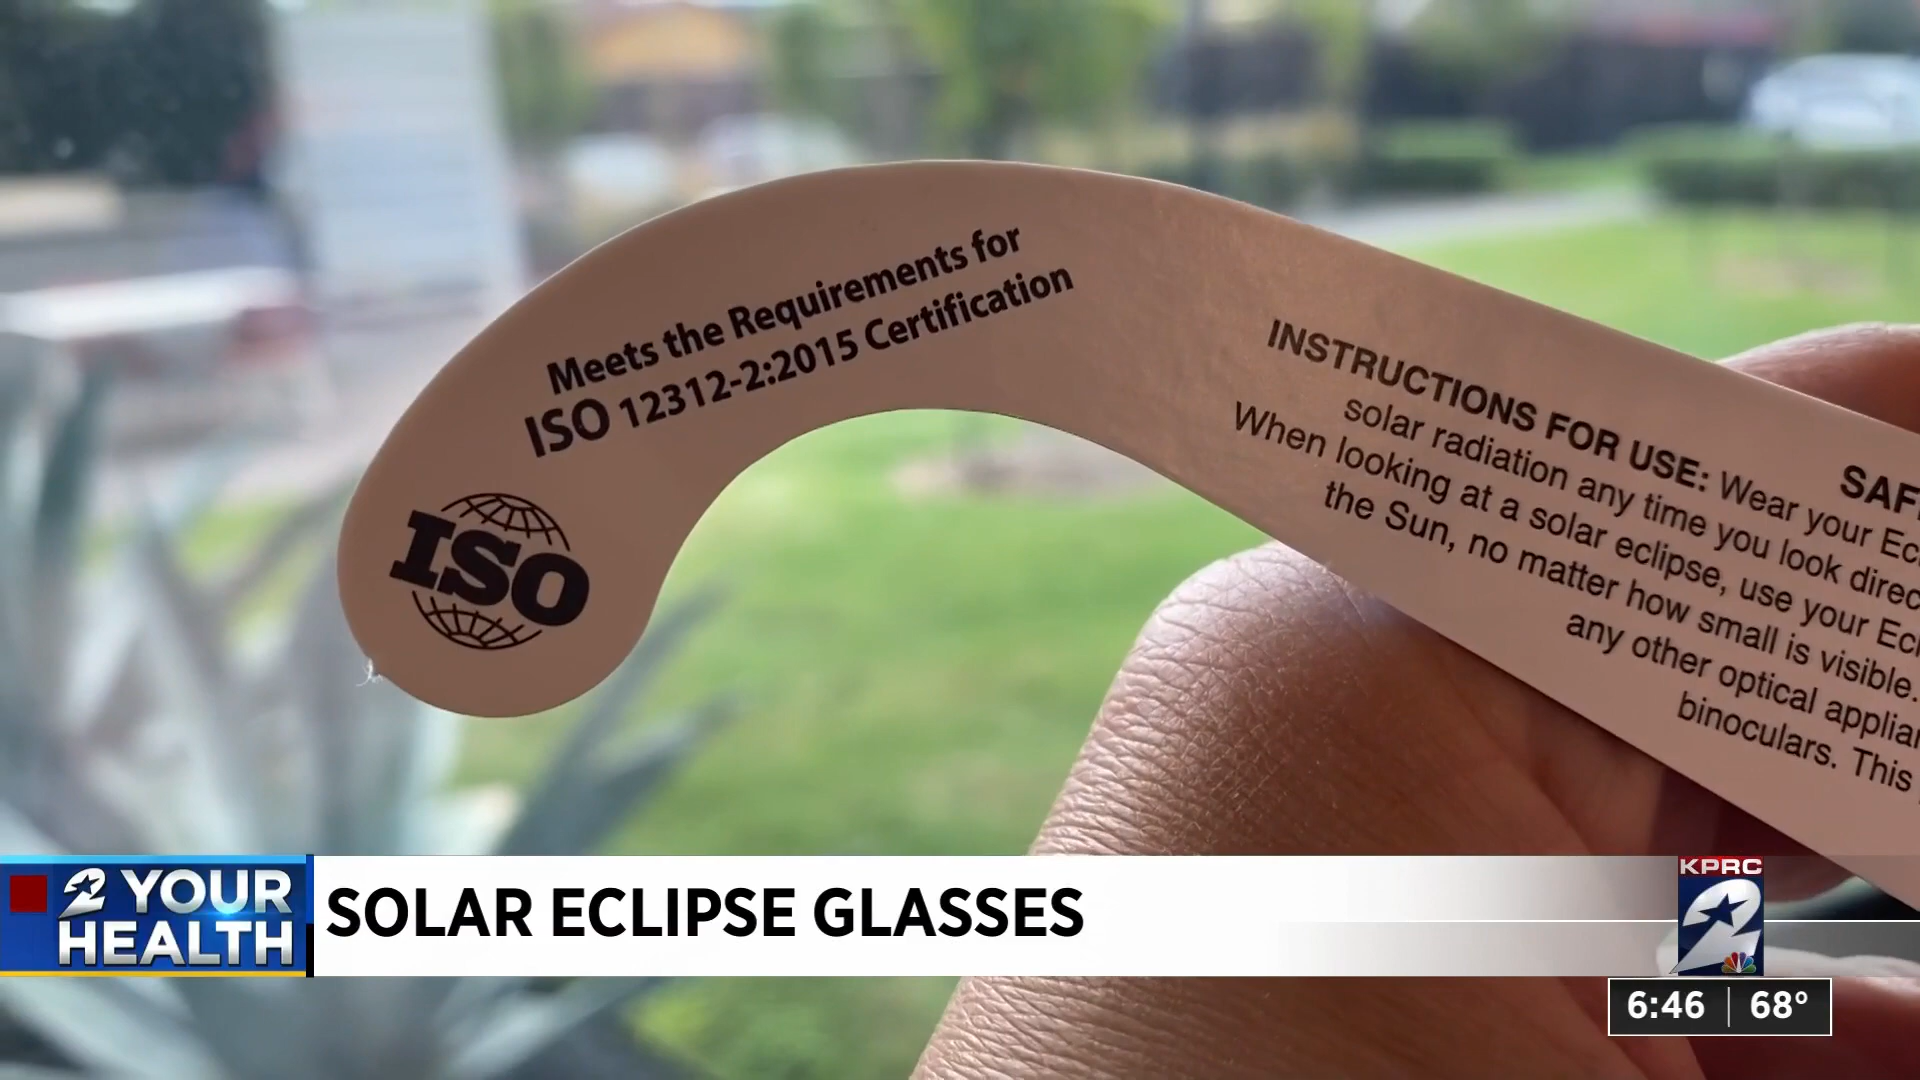 Meets the Requirements for
ISO 12312-2:2015 Certification
ISO
INSTRUCTIONS FOR USE: Wear your
solar radiation any time you look
When looking at a solar eclipse, use your
the Sun, no matter how small is visible.
any other optical
binoculars. This
2 YOUR
HEALTH
SOLAR ECLIPSE GLASSES
KPRC
2
6:46 | 68°